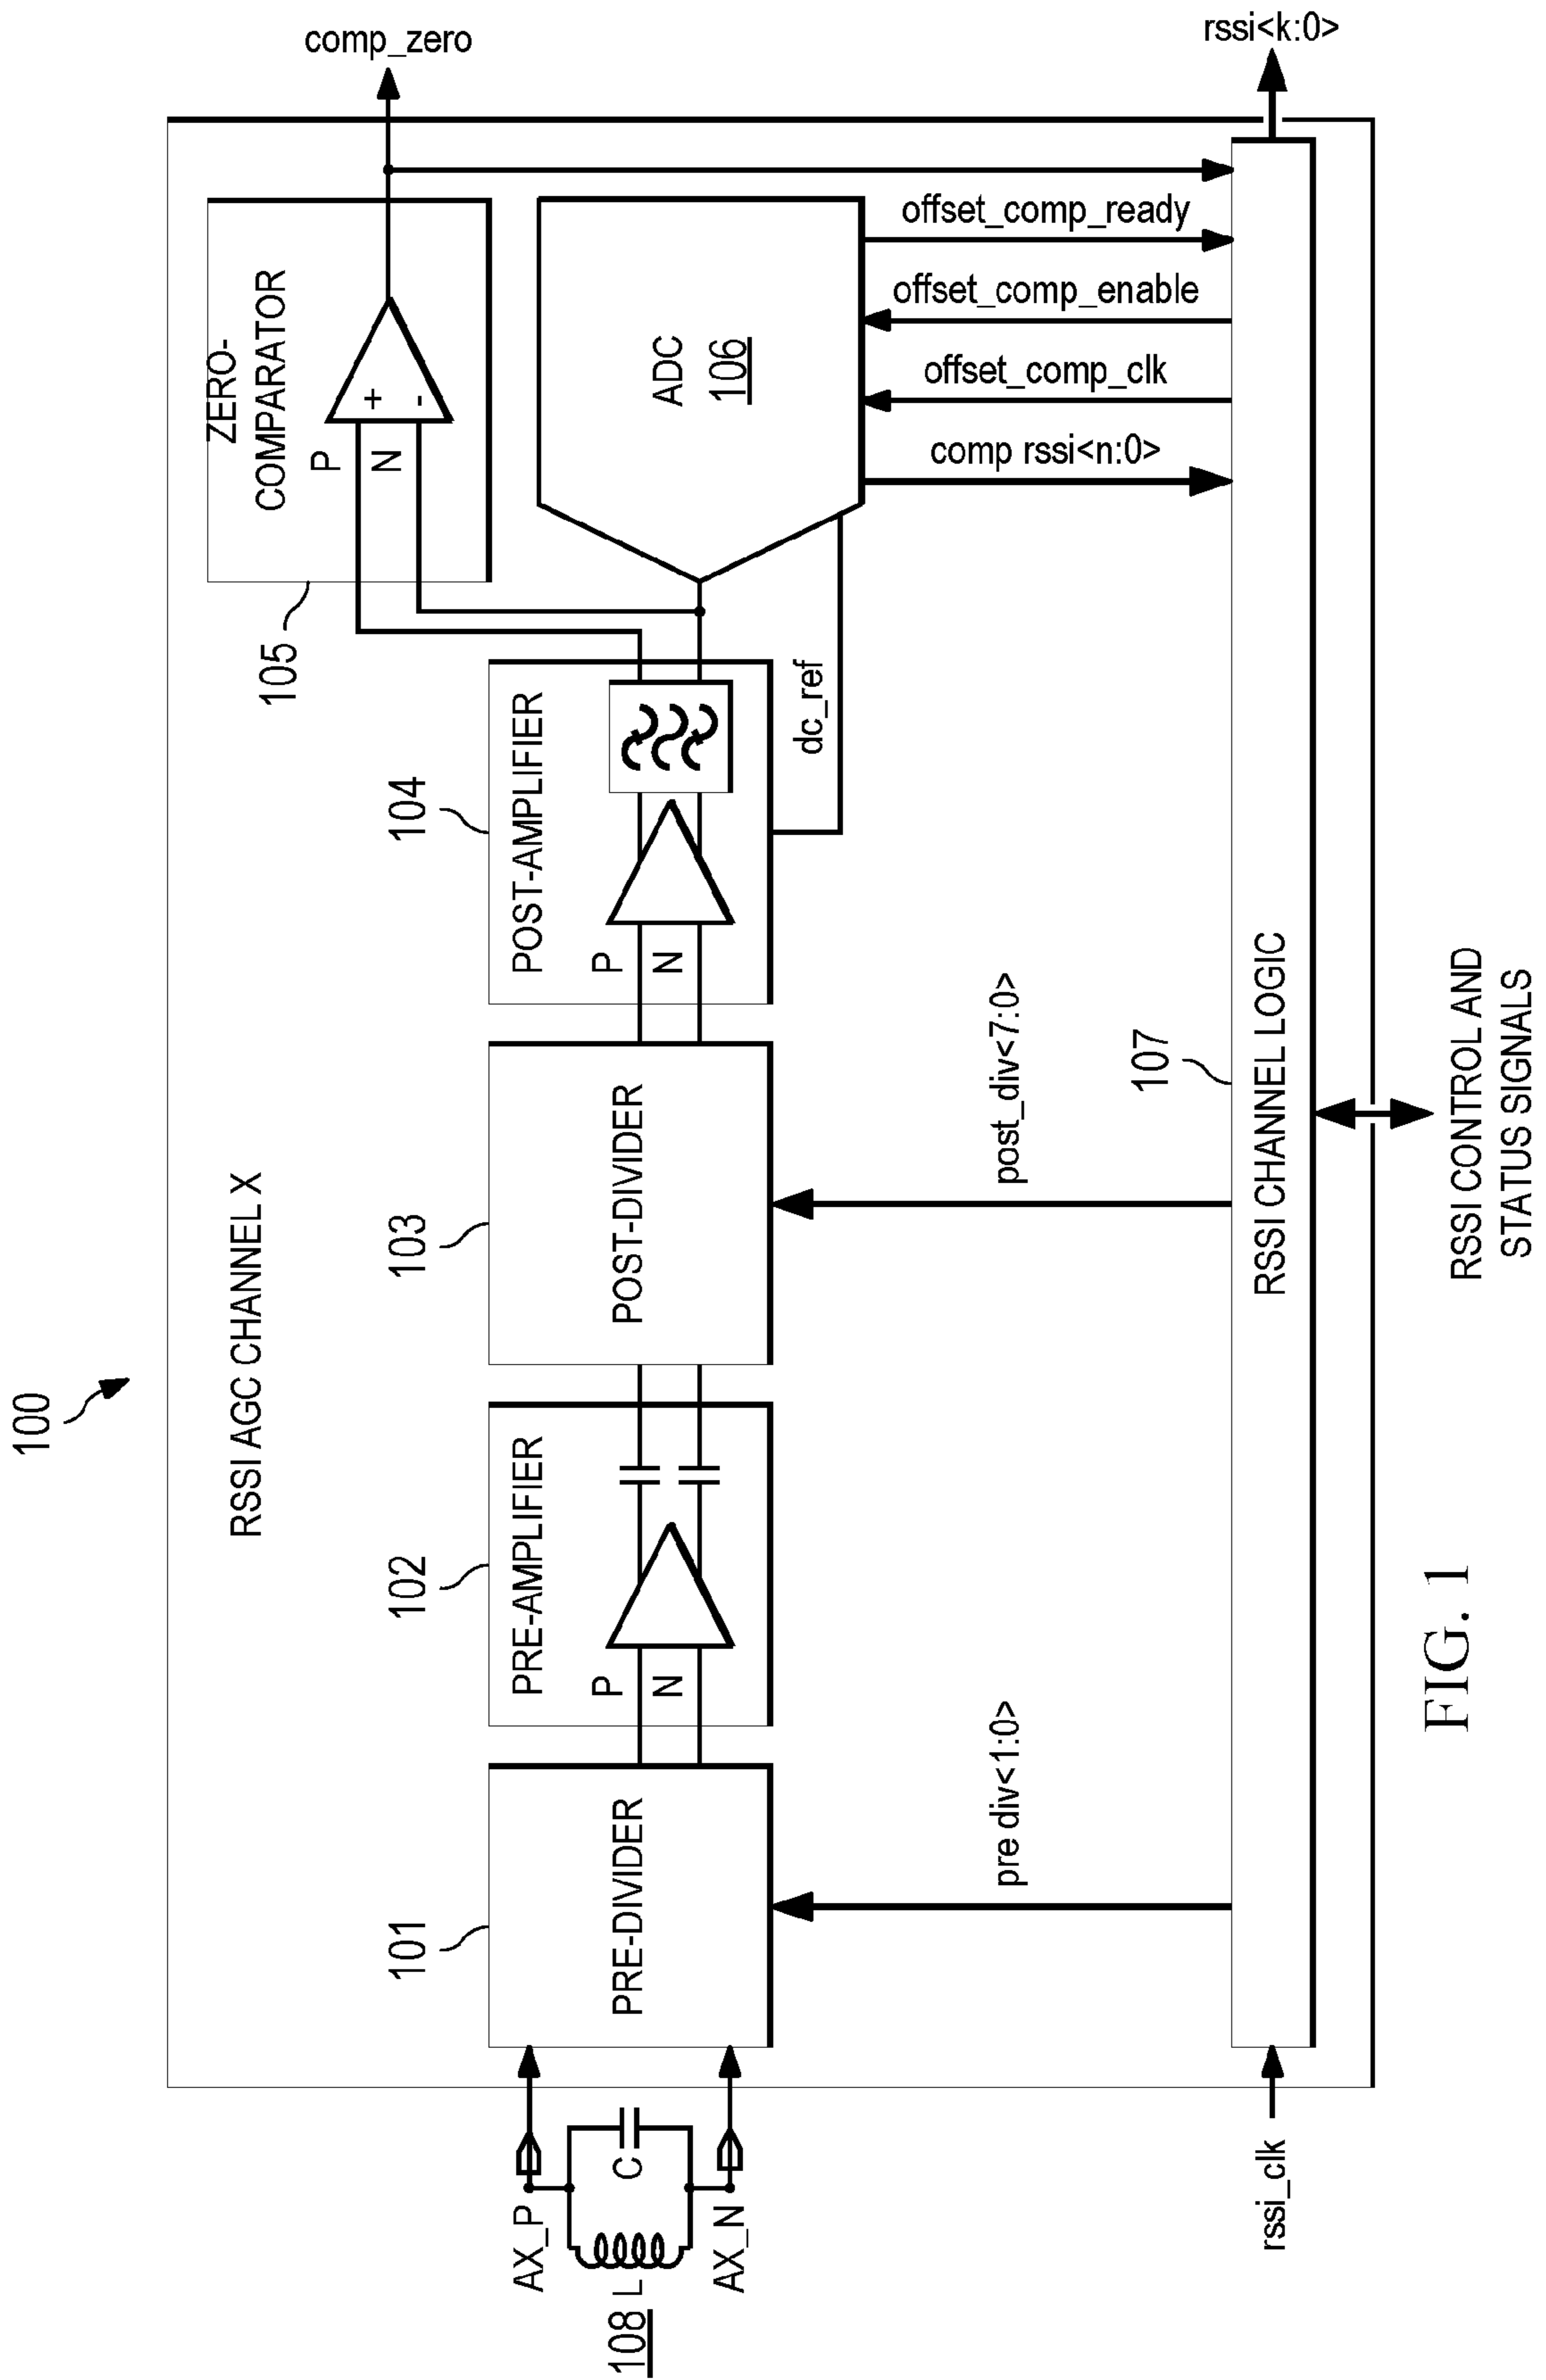 100
RSSI AGC CHANNEL X
108
L
C
AX_P
AX_N
101
PRE-DIVIDER
102
PRE-AMPLIFIER
P
N
103
POST-DIVIDER
104
POST-AMPLIFIER
P
N
105
ZERO-
COMPARATOR
P
N
+
-
comp_zero
ADC
106
dc_ref
pre div<1:0>
post_div<7:0>
comp rssi<n:0>
offset_comp_clk
offset_comp_enable
offset_comp_ready
107
RSSI CHANNEL LOGIC
rssi_clk
rssi<k:0>
RSSI CONTROL AND
STATUS SIGNALS
FIG. 1